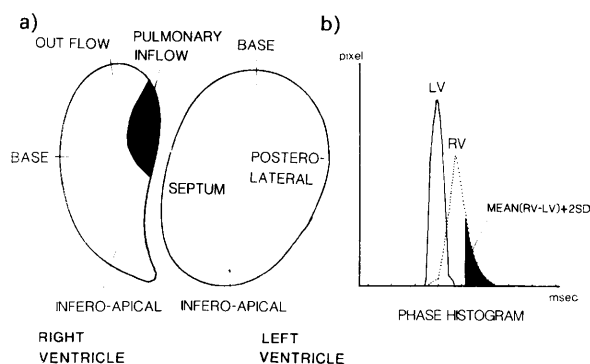 a)
OUT FLOW
PULMONARY
INFLOW
BASE
BASE
SEPTUM
POSTERO-
LATERAL
INFERO-APICAL
INFERO-APICAL
RIGHT
VENTRICLE
LEFT
VENTRICLE
b)
pixel
LV
RV
MEAN(RV-LV)+2SD
msec
PHASE HISTOGRAM